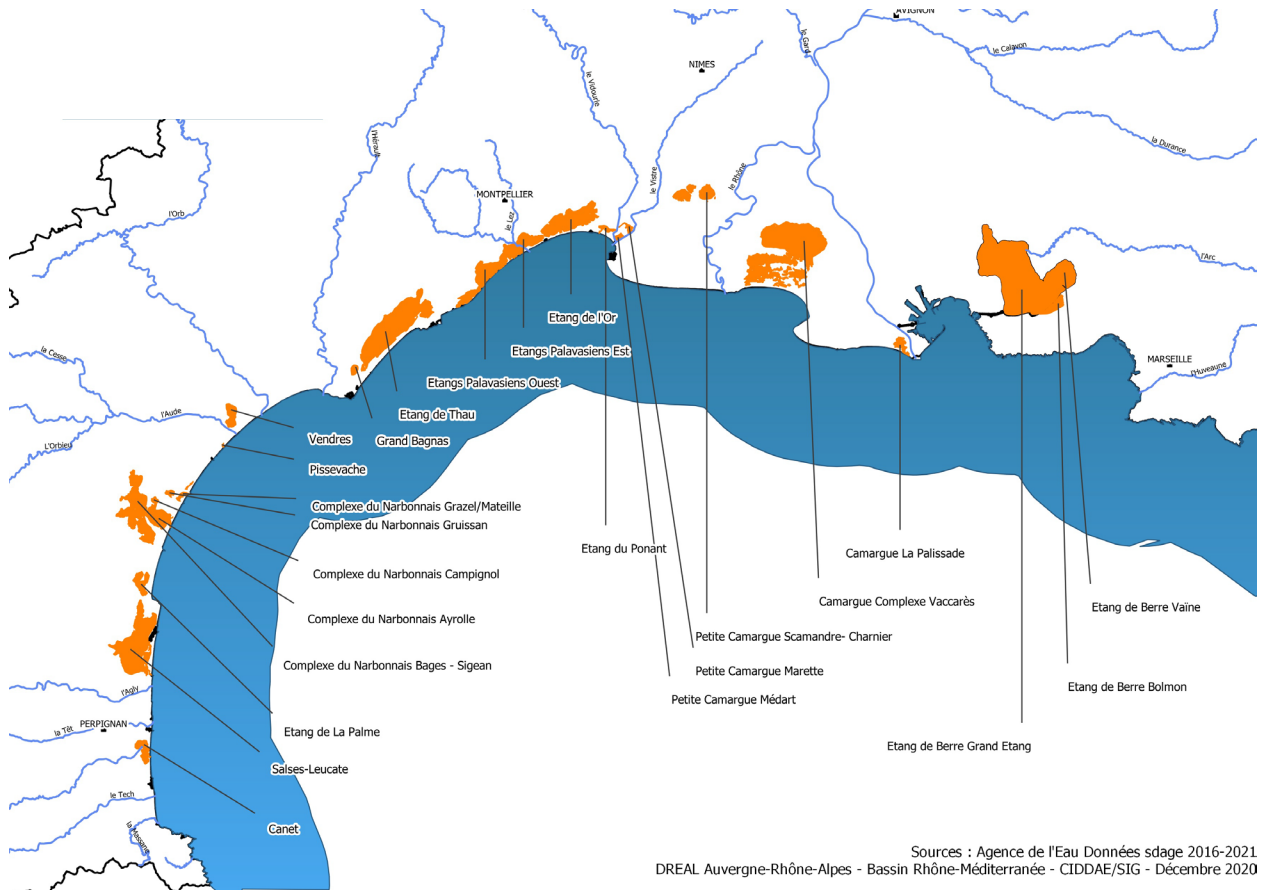 AVIGNON
le Gard
le Calavon
NIMES
le Vidourle
l'Hérault
la Durance
le Vistre
le Rhône
MONTPELLIER
l'Orb
le Lez
l'Arc
Etang de l'Or
la Cesse
Etangs Palavasiens Est
MARSEILLE
l'Huveaune
Etangs Palavasiens Ouest
l'Aude
Etang de Thau
Vendres
Grand Bagnas
L'Orbieu
Pissevache
Complexe du Narbonnais Grazel/Mateille
Complexe du Narbonnais Gruissan
Etang du Ponant
Camargue La Palissade
Complexe du Narbonnais Campignol
Camargue Complexe Vaccarès
Etang de Berre Vaïne
Complexe du Narbonnais Ayrolle
Petite Camargue Scamandre- Charnier
Complexe du Narbonnais Bages - Sigean
Petite Camargue Marette
Etang de Berre Bolmon
l'Agly
Petite Camargue Médart
PERPIGNAN
la Têt
Etang de La Palme
Etang de Berre Grand Etang
Salses-Leucate
le Tech
Canet
la Massane
Sources : Agence de l'Eau Données sdage 2016-2021
DREAL Auvergne-Rhône-Alpes - Bassin Rhône-Méditerranée - CIDDAE/SIG - Décembre 2020